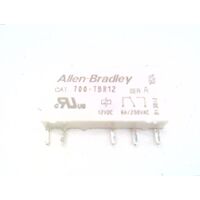 Allen-Bradley
CAT. 700-TBR12 SER A
12VDC 6A/250VAC